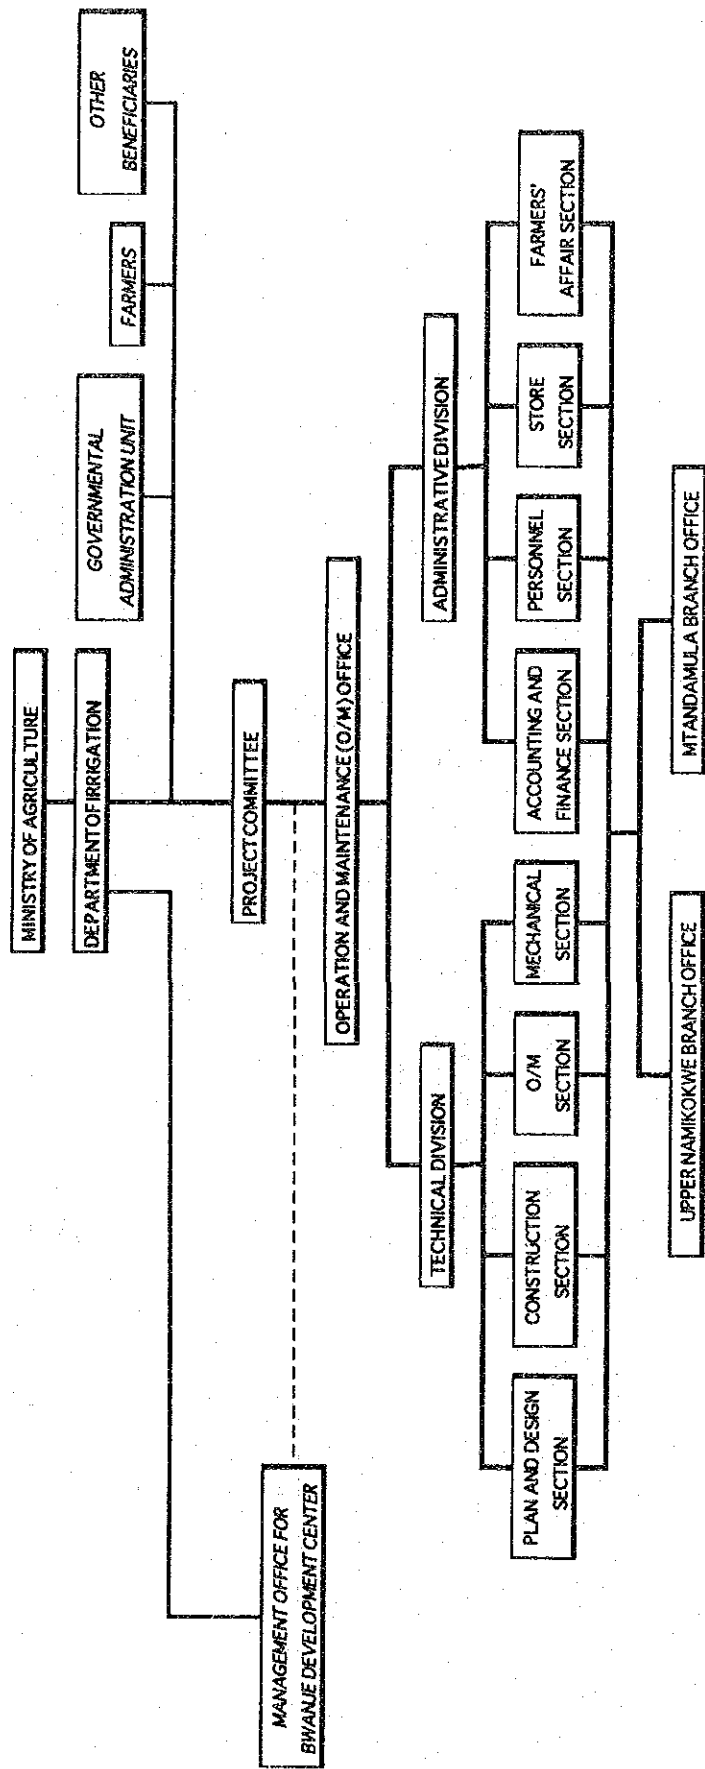 MINISTRY OF AGRICULTURE
DEPARTMENT OF IRRIGATION
GOVERNMENTAL
ADMINISTRATION UNIT
FARMERS
OTHER
BENEFICIARIES
PROJECT COMMITTEE
MANAGEMENT OFFICE FOR
BWANJE DEVELOPMENT CENTER
OPERATION AND MAINTENANCE (O/M) OFFICE
TECHNICAL DIVISION
ADMINISTRATIVE DIVISION
PLAN AND DESIGN
SECTION
CONSTRUCTION
SECTION
O/M
SECTION
MECHANICAL
SECTION
ACCOUNTING AND
FINANCE SECTION
PERSONNEL
SECTION
STORE
SECTION
FARMERS'
AFFAIR SECTION
UPPER NAMIKOKWE BRANCH OFFICE
MTANDAMULA BRANCH OFFICE